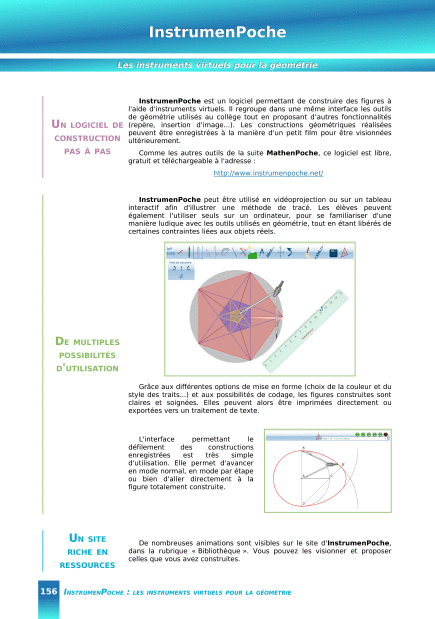 InstrumenPoche
Les instruments virtuels pour la géométrie
UN LOGICIEL DE
CONSTRUCTION
PAS À PAS
InstrumenPoche est un logiciel permettant de construire des figures à
l'aide d'instruments virtuels. Il regroupe dans une même interface les outils
de géométrie utilisés au collège tout en proposant d'autres fonctionnalités
(repère, insertion d'image...). Les constructions géométriques réalisées
peuvent être enregistrées à la manière d'un petit film pour être visionnées
ultérieurement.
Comme les autres outils de la suite MathenPoche, ce logiciel est libre,
gratuit et téléchargeable à l'adresse :
http://www.instrumenpoche.net/
DE MULTIPLES
POSSIBILITÉS
D'UTILISATION
InstrumenPoche peut être utilisé en vidéoprojection ou sur un tableau
interactif afin d'illustrer une méthode de tracé. Les élèves peuvent
également l'utiliser seuls sur un ordinateur, pour se familiariser d'une
manière ludique avec les outils utilisés en géométrie, tout en étant libérés de
certaines contraintes liées aux objets réels.
Grâce aux différentes options de mise en forme (choix de la couleur et du
style des traits...) et aux possibilités de codage, les figures construites sont
claires et soignées. Elles peuvent alors être imprimées directement ou
exportées vers un traitement de texte.
L'interface permettant le
défilement des constructions
enregistrées est très simple
d'utilisation. Elle permet d'avancer
en mode normal, en mode par étape
ou bien d'aller directement à la
figure totalement construite.
UN SITE
RICHE EN
RESSOURCES
De nombreuses animations sont visibles sur le site d'InstrumenPoche,
dans la rubrique « Bibliothèque ». Vous pouvez les visionner et proposer
celles que vous avez construites.
156 INSTRUMENPOCHE : LES INSTRUMENTS VIRTUELS POUR LA GÉOMÉTRIE